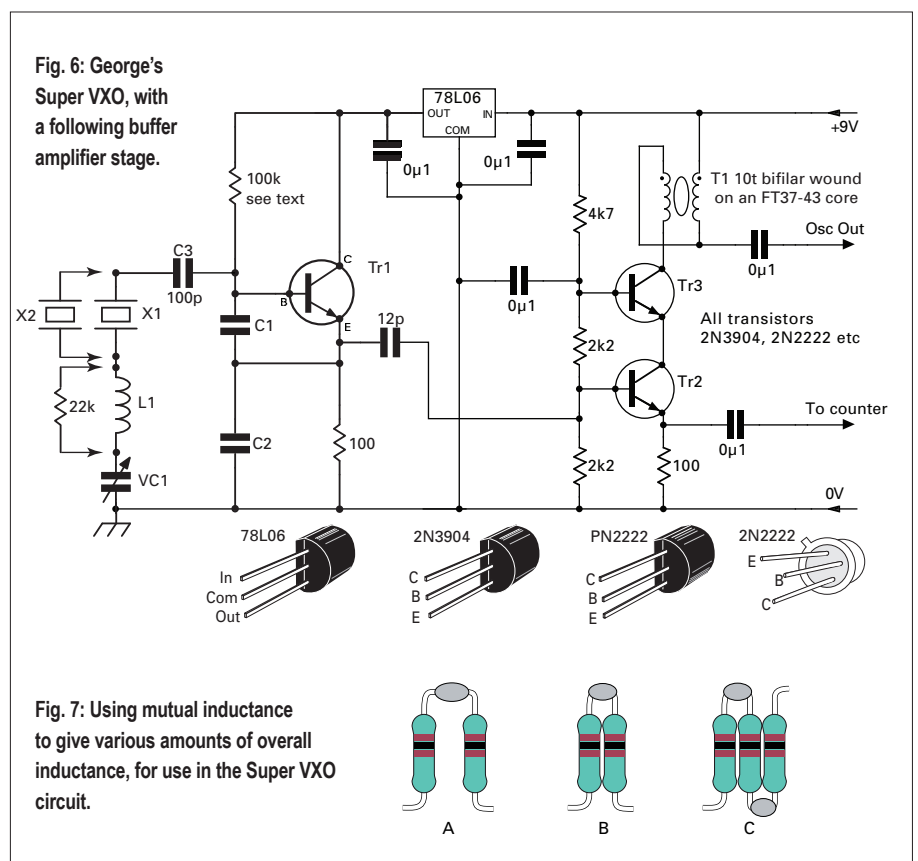 Fig. 6: George's
Super VXO, with
a following buffer
amplifier stage.
78L06
OUT
IN
COM
+9V
0µ1
0µ1
100k
see text
4k7
T1 10t bifilar wound
on an FT37-43 core
Osc Out
0µ1
C3
100p
C
Tr1
B
E
0µ1
Tr3
X2
X1
C1
12p
All transistors
2N3904, 2N2222 etc
2k2
Tr2
22k
L1
C2
100
To counter
0µ1
VC1
2k2
100
0V
78L06
2N3904
PN2222
2N2222
In
Com
Out
C
B
E
C
B
E
E
B
C
Fig. 7: Using mutual inductance
to give various amounts of overall
inductance, for use in the Super VXO
circuit.
A
B
C